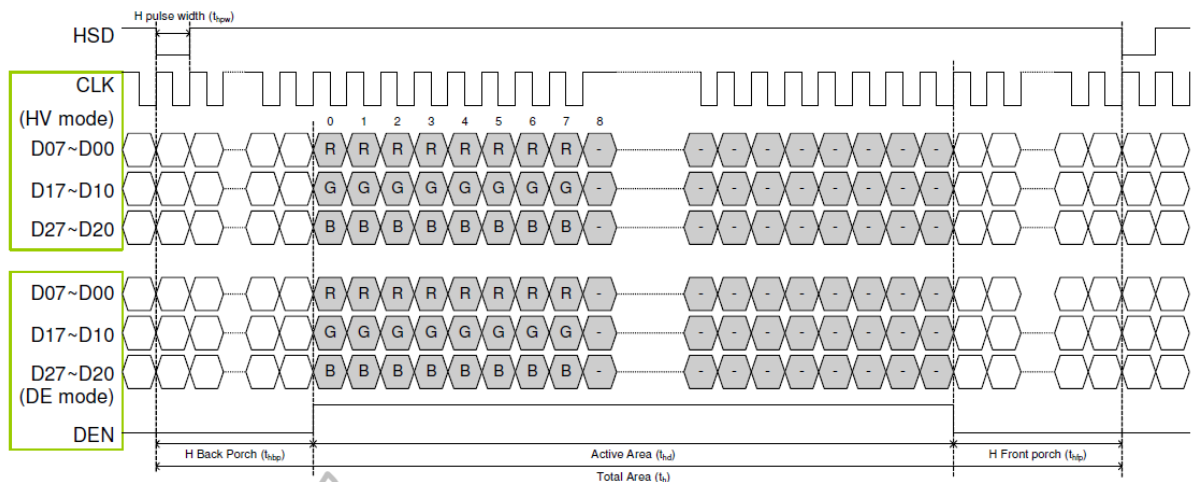 H pulse width (thpw)
HSD
CLK
(HV mode)
0 1 2 3 4 5 6 7 8
D07~D00 R R R R R R R R - - - - - - - - -
D17~D10 G G G G G G G G - - - - - - - - -
D27~D20 B B B B B B B B - - - - - - - - -
D07~D00 R R R R R R R R - - - - - - - - -
D17~D10 G G G G G G G G - - - - - - - - -
D27~D20 B B B B B B B B - - - - - - - - -
(DE mode)
DEN
H Back Porch (thbp) Active Area (thd) H Front porch (thfp)
Total Area (th)